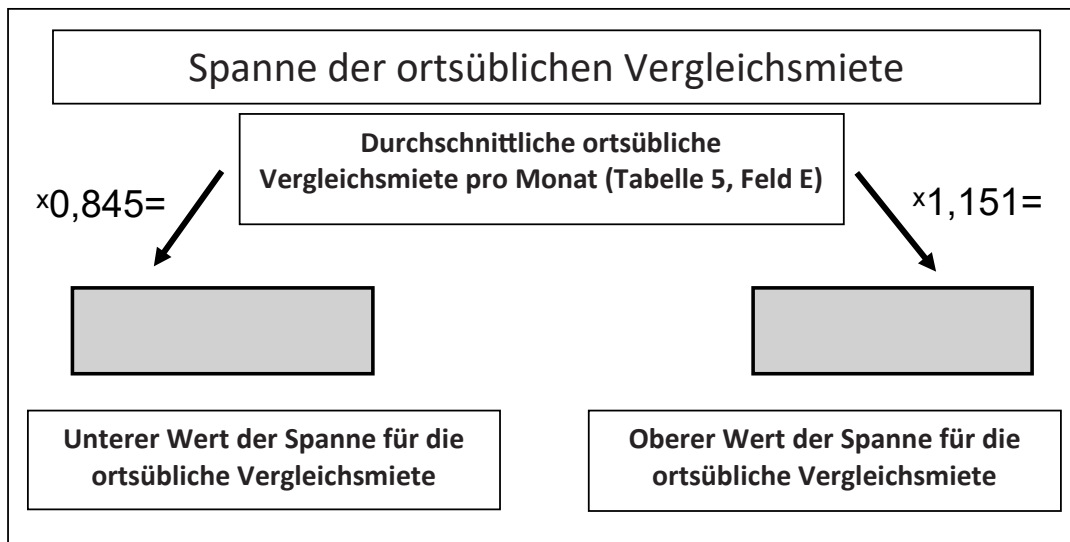 Spanne der ortsüblichen Vergleichsmiete
Durchschnittliche ortsübliche
Vergleichsmiete pro Monat (Tabelle 5, Feld E)
x0,845=
x1,151=
Unterer Wert der Spanne für die
ortsübliche Vergleichsmiete
Oberer Wert der Spanne für die
ortsübliche Vergleichsmiete